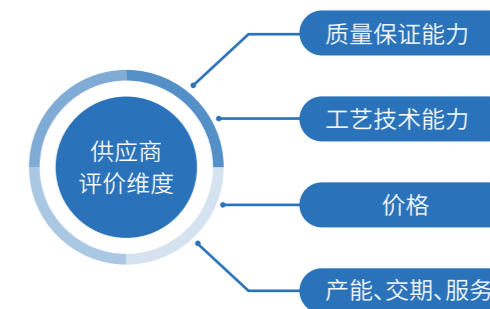 供应商
评价维度
质量保证能力
工艺技术能力
价格
产能、交期、服务